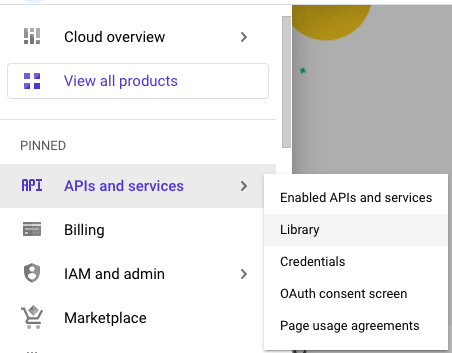 Cloud overview
View all products
PINNED
API APIs and services
Enabled APIs and services
Library
Credentials
OAuth consent screen
Page usage agreements
Billing
IAM and admin
Marketplace